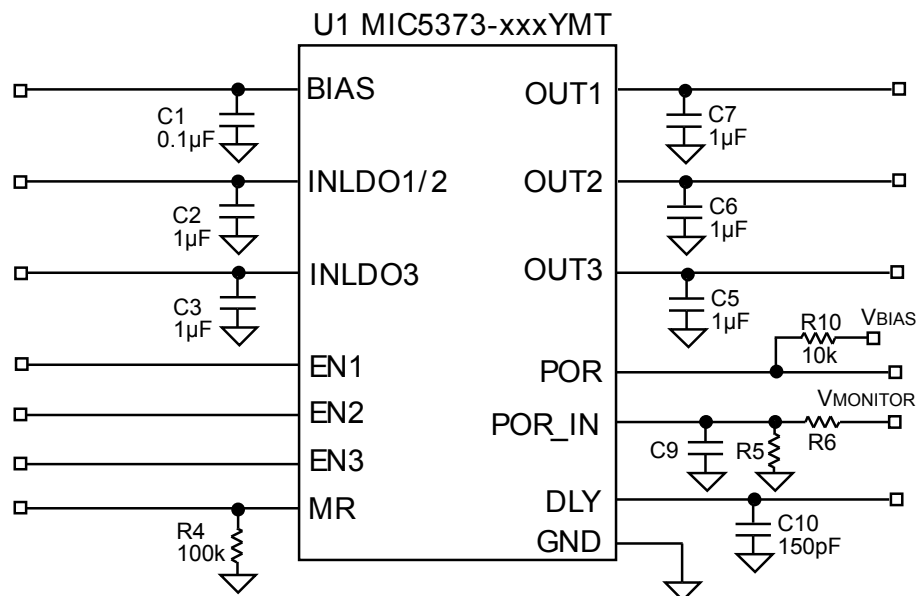 U1 MIC5373-xxxYMT
BIAS
C1
0.1µF
INLDO1/2
C2
1µF
INLDO3
C3
1µF
EN1
EN2
EN3
MR
R4
100k
OUT1
C7
1µF
OUT2
C6
1µF
OUT3
C5
1µF
VBIAS
R10
10k
POR
VMONITOR
POR_IN
C9
R5
R6
DLY
C10
150pF
GND